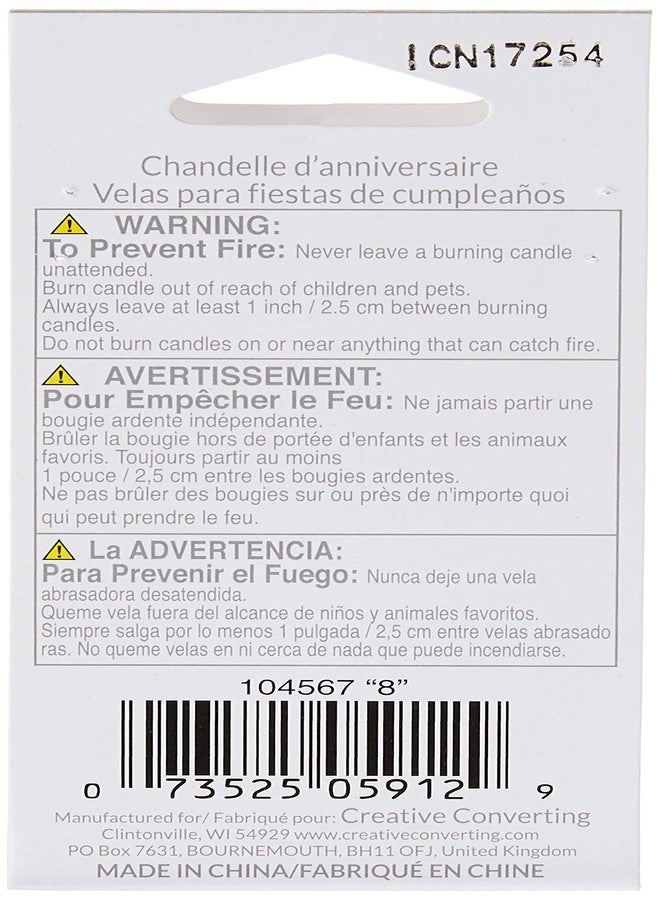 ICN17254
Chandelle d'anniversaire
Velas para fiestas de cumpleaños
WARNING:
To Prevent Fire: Never leave a burning candle
unattended.
Burn candle out of reach of children and pets.
Always leave at least 1 inch / 2.5 cm between burning
candles.
Do not burn candles on or near anything that can catch fire.
AVERTISSEMENT:
Pour Empêcher le Feu: Ne jamais partir une
bougie ardente indépendante.
Brûler la bougie hors de portée d'enfants et les animaux
favoris. Toujours partir au moins
1 pouce / 2,5 cm entre les bougies ardentes.
Ne pas brûler des bougies sur ou près de n'importe quoi
qui peut prendre le feu.
La ADVERTENCIA:
Para Prevenir el Fuego: Nunca deje una vela
abrasadora desatendida.
Queme vela fuera del alcance de niños y animales favoritos.
Siempre salga por lo menos 1 pulgada / 2,5 cm entre velas abrasado
ras. No queme velas en ni cerca de nada que puede incendiarse.
104567 “8”
0 73525 05912 9
Manufactured for/ Fabriqué pour: Creative Converting
Clintonville, WI 54929 www.creativeconverting.com
PO Box 7631, BOURNEMOUTH, BH11 OFJ, United Kingdom
MADE IN CHINA/FABRIQUÉ EN CHINE